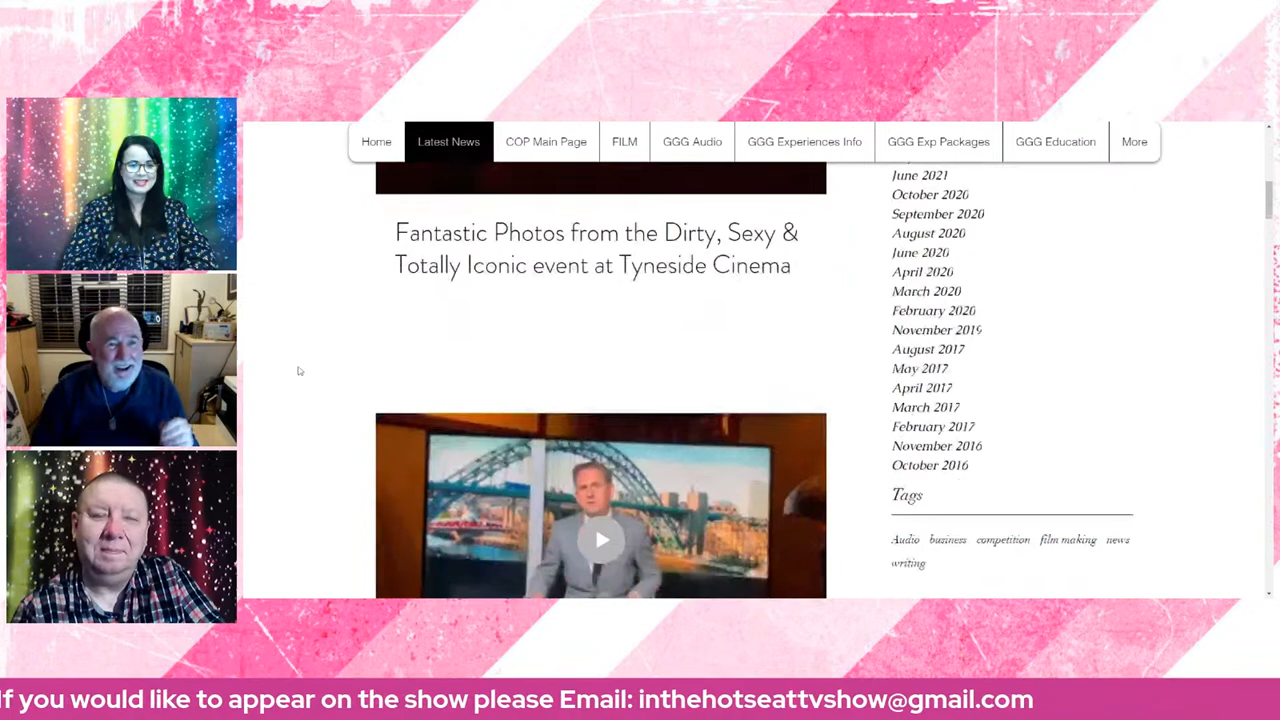 Home Latest News COP Main Page FILM GGG Audio GGG Experiences Info GGG Exp Packages GGG Education More
Fantastic Photos from the Dirty, Sexy &
Totally Iconic event at Tyneside Cinema
June 2021
October 2020
September 2020
August 2020
June 2020
April 2020
March 2020
February 2020
November 2019
August 2017
May 2017
April 2017
March 2017
February 2017
November 2016
October 2016
Tags
Audio business competition film making news
writing
If you would like to appear on the show please Email: inthehotseattvshow@gmail.com